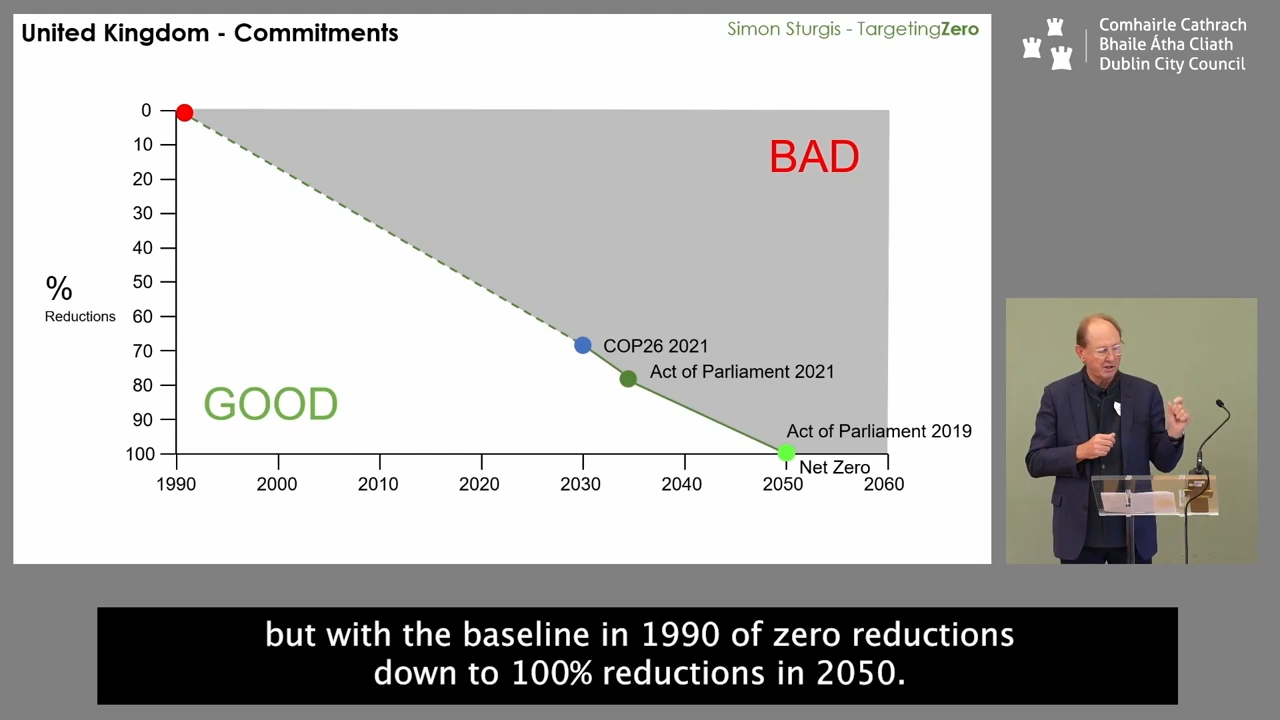 United Kingdom - Commitments
Simon Sturgis - TargetingZero
Comhairle Cathrach
Bhaile Átha Cliath
Dublin City Council
0
10
20
30
40
50
60
70
80
90
100
%
Reductions
BAD
GOOD
COP26 2021
Act of Parliament 2021
Act of Parliament 2019
Net Zero
1990
2000
2010
2020
2030
2040
2050
2060
but with the baseline in 1990 of zero reductions
down to 100% reductions in 2050.